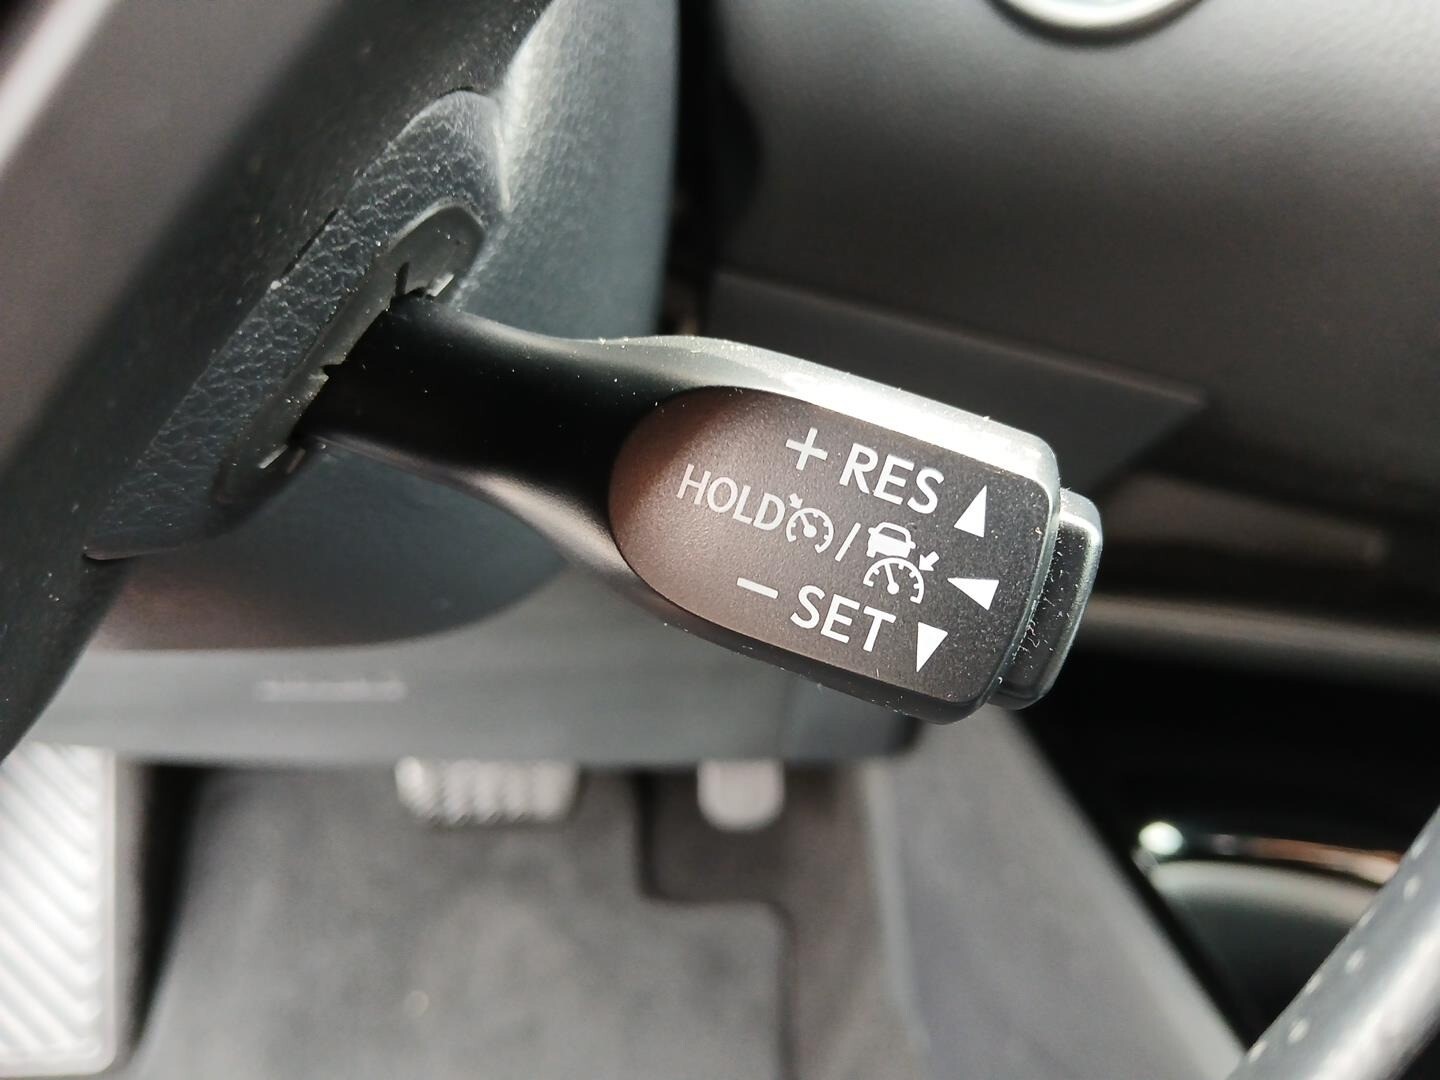 + RES ▲
HOLD / ◀
− SET ▼